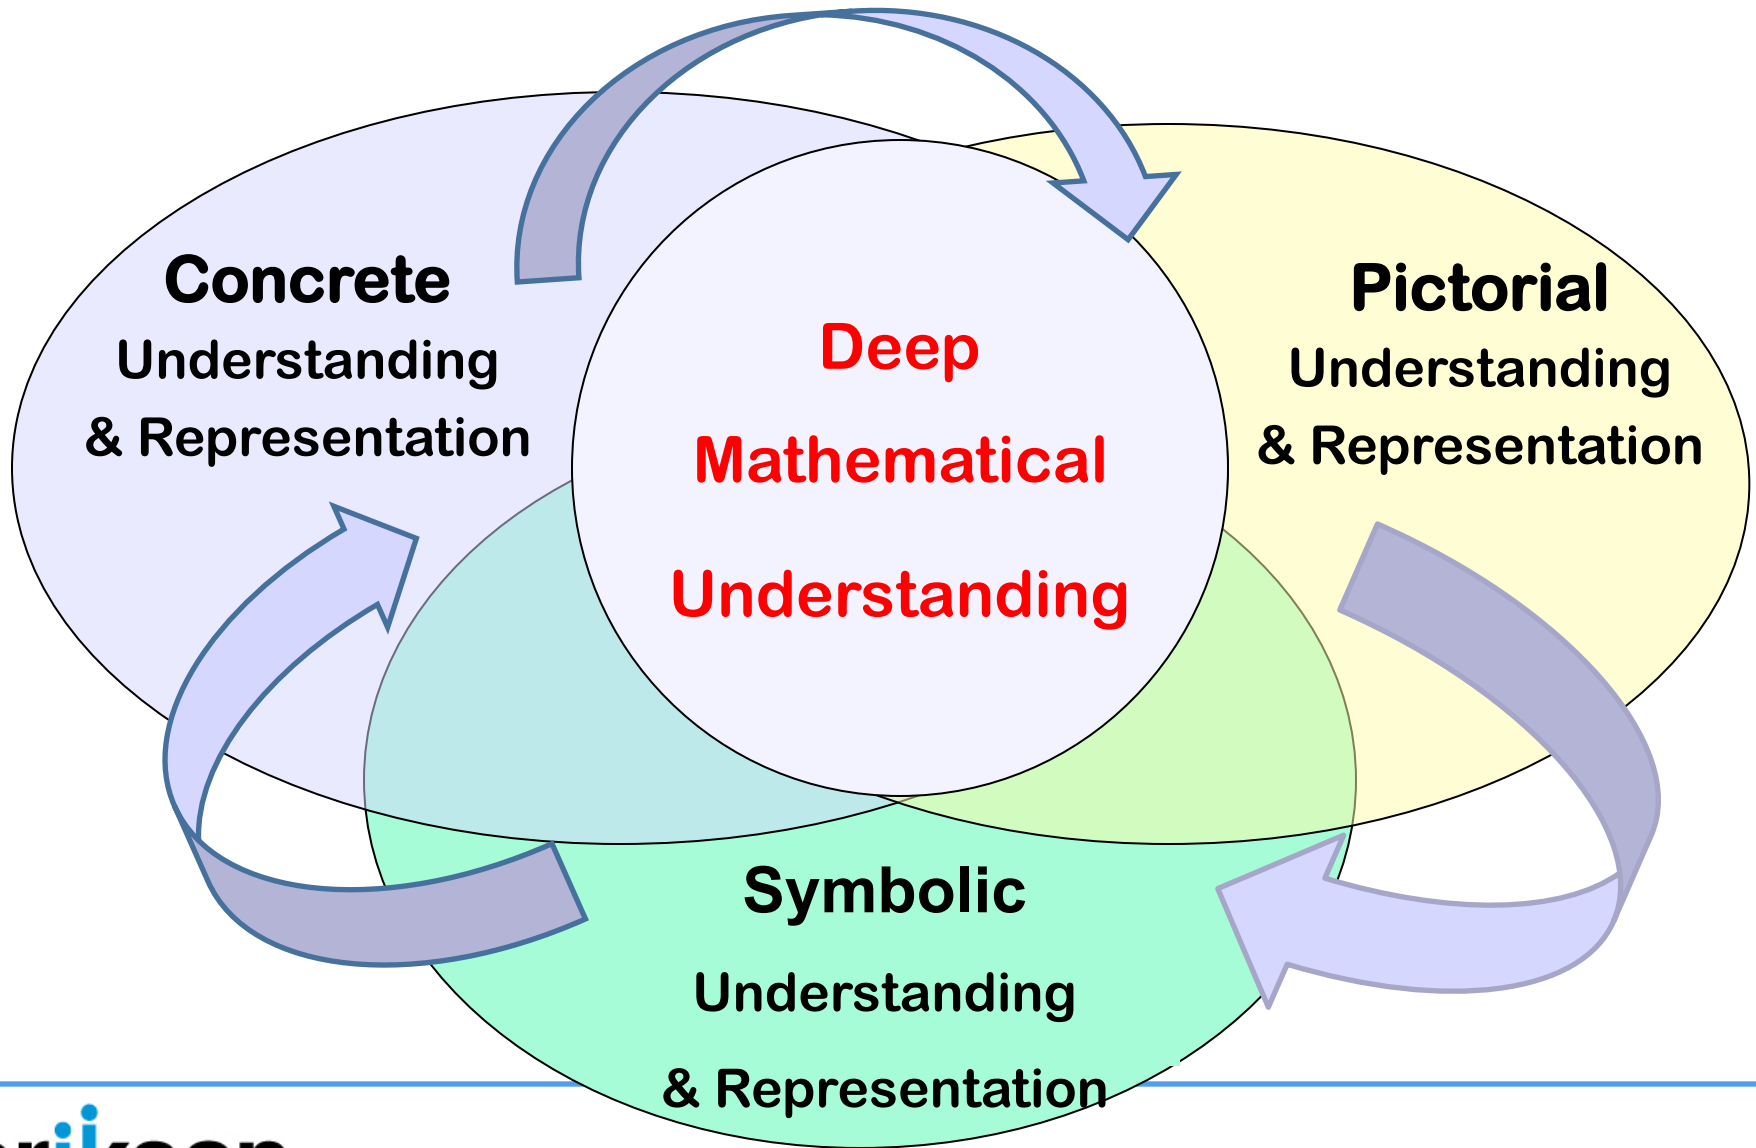 Concrete
Understanding
& Representation
Deep
Mathematical
Understanding
Pictorial
Understanding
& Representation
Symbolic
Understanding
& Representation